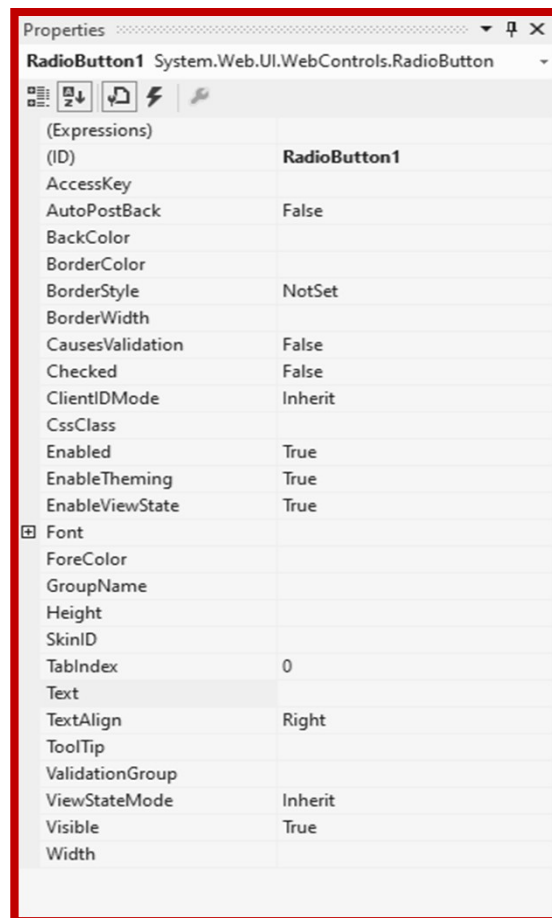 Properties
RadioButton1 System.Web.UI.WebControls.RadioButton
(Expressions)
(ID) RadioButton1
AccessKey
AutoPostBack False
BackColor
BorderColor
BorderStyle NotSet
BorderWidth
CausesValidation False
Checked False
ClientIDMode Inherit
CssClass
Enabled True
EnableTheming True
EnableViewState True
Font
ForeColor
GroupName
Height
SkinID
TabIndex 0
Text
TextAlign Right
ToolTip
ValidationGroup
ViewStateMode Inherit
Visible True
Width